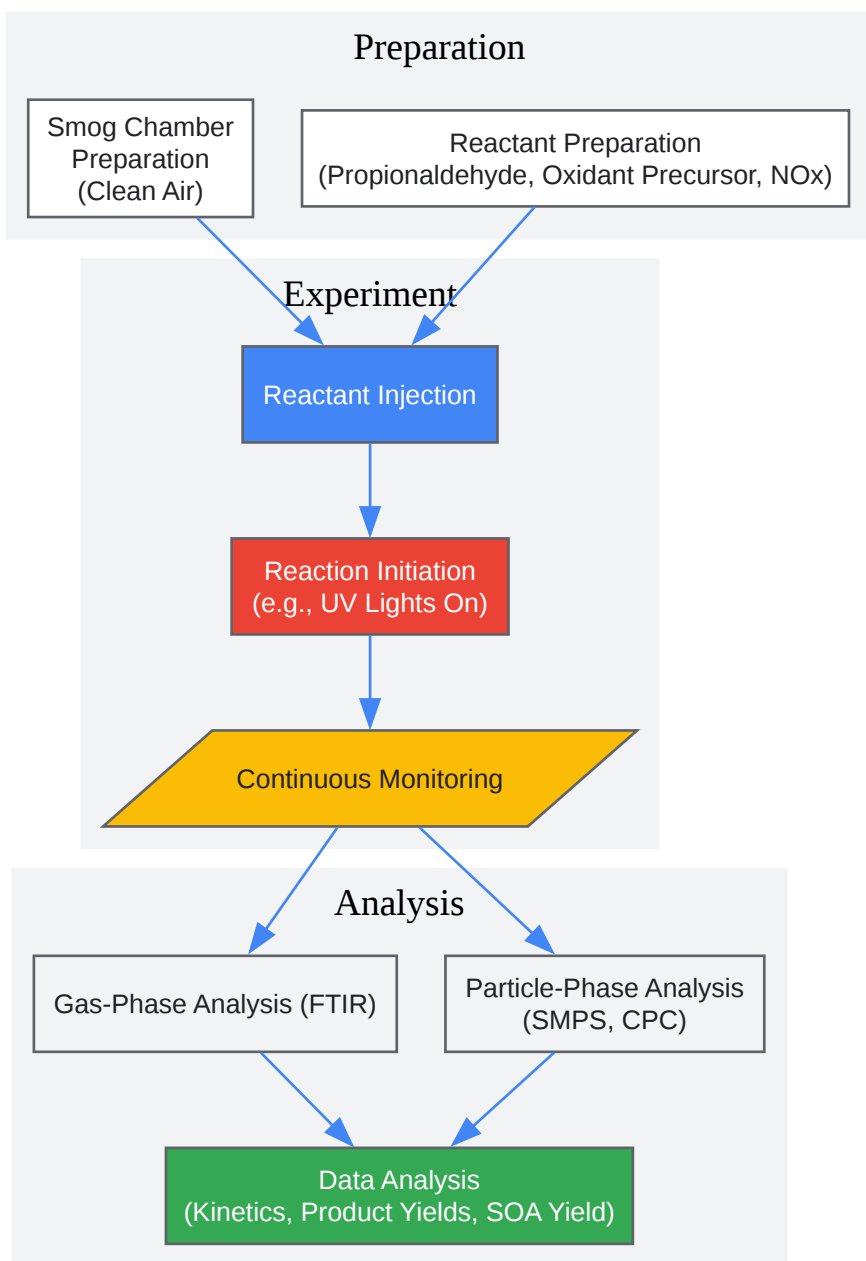 Preparation
Smog Chamber
Preparation
(Clean Air)
Reactant Preparation
(Propionaldehyde, Oxidant Precursor, NOx)
Experiment
Reactant Injection
Reaction Initiation
(e.g., UV Lights On)
Continuous Monitoring
Analysis
Gas-Phase Analysis (FTIR)
Particle-Phase Analysis
(SMPS, CPC)
Data Analysis
(Kinetics, Product Yields, SOA Yield)